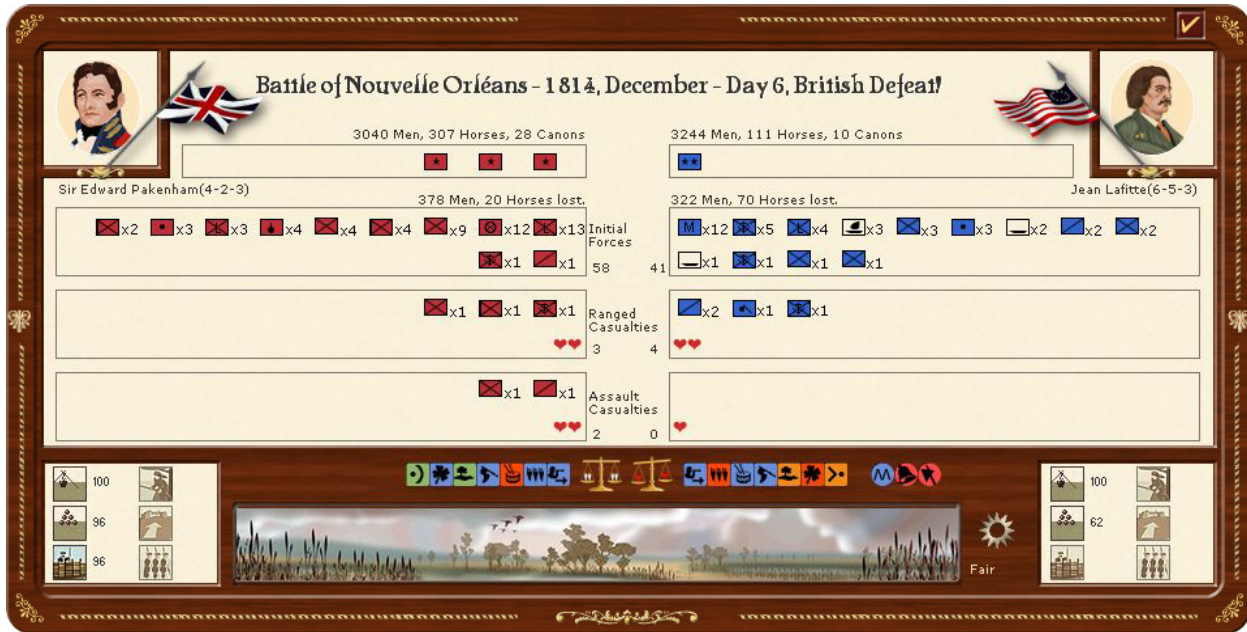 Battle of Nouvelle Orléans - 1814, December - Day 6, British Defeat!
3040 Men, 307 Horses, 28 Canons
3244 Men, 111 Horses, 10 Canons
Sir Edward Pakenham(4-2-3)
Jean Lafitte(6-5-3)
378 Men, 20 Horses lost.
322 Men, 70 Horses lost.
x2 x3 x3 x4 x4 x4 x9 x12 x13
Initial Forces
M x12 x5 x4 x3 x3 x3 x2 x2 x2
x1 x1
58 41
x1 x1 x1 x1
x1 x1 x1
Ranged Casualties
x2 x1 x1
3 4
x1 x1
Assault Casualties
2 0
100
96
96
M
Fair
100
62